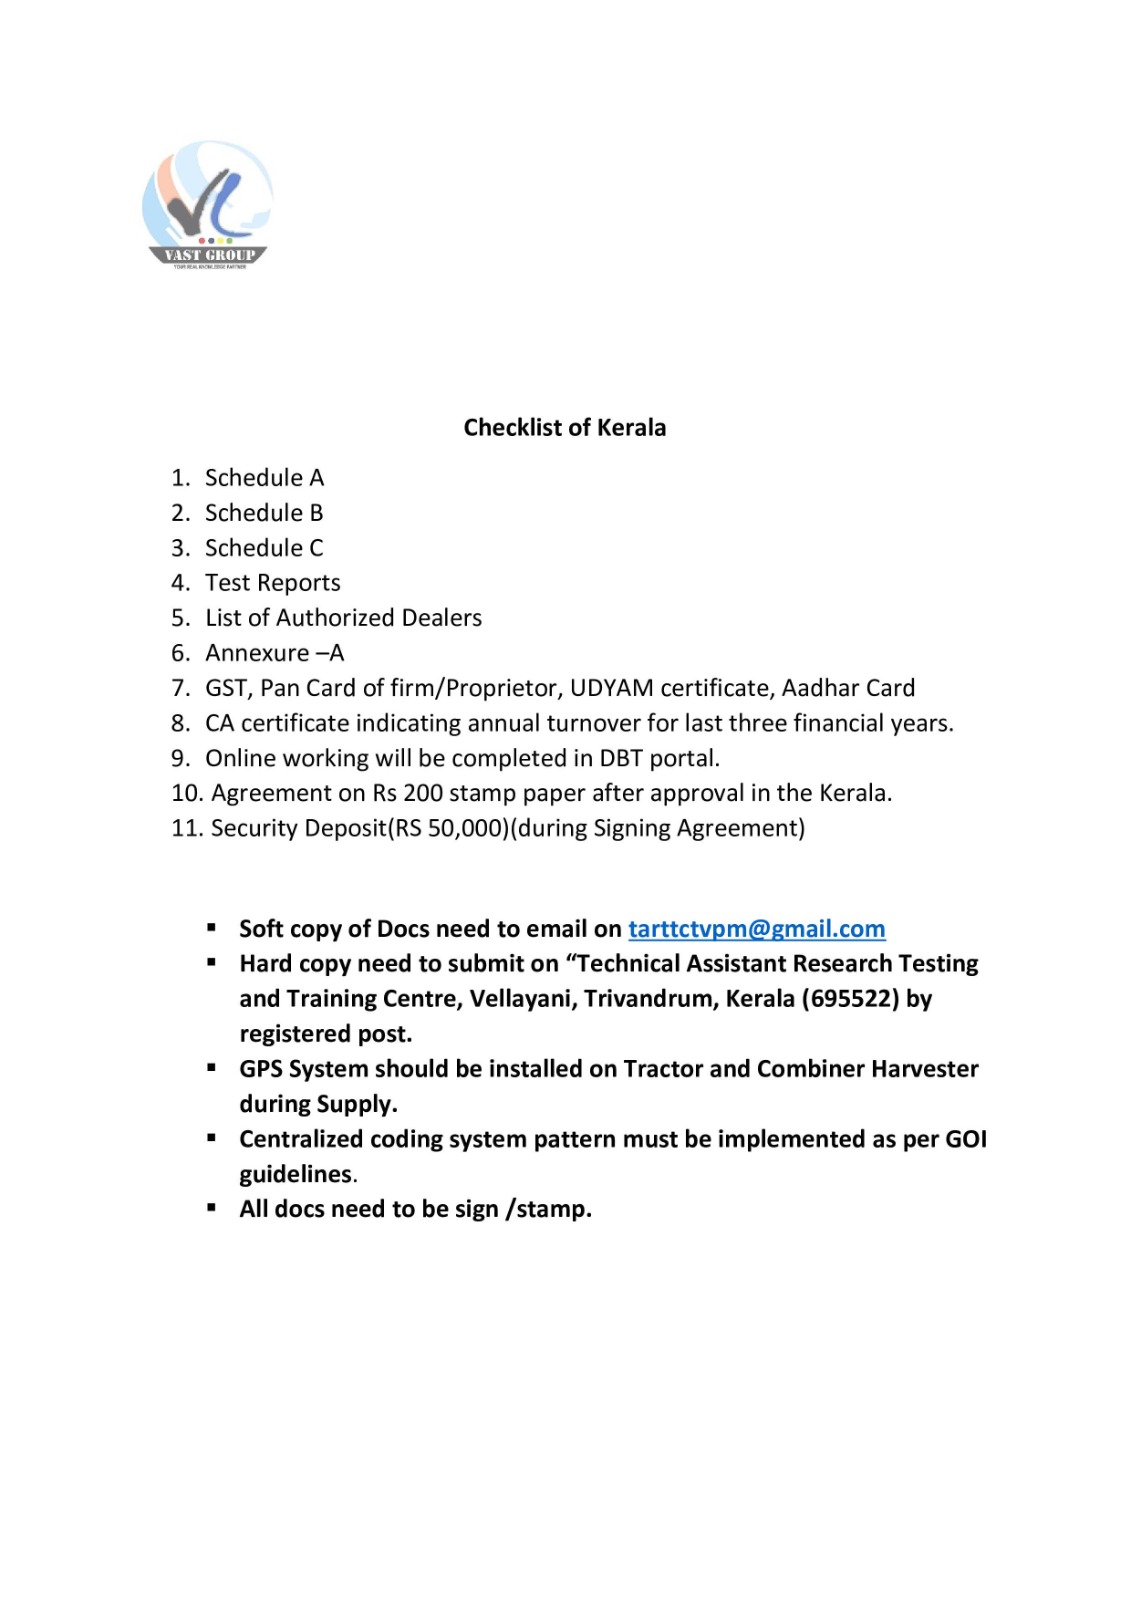 VAST GROUP
YOUR REAL KNOWLEDGE PARTNER
Checklist of Kerala
1. Schedule A
2. Schedule B
3. Schedule C
4. Test Reports
5. List of Authorized Dealers
6. Annexure –A
7. GST, Pan Card of firm/Proprietor, UDYAM certificate, Aadhar Card
8. CA certificate indicating annual turnover for last three financial years.
9. Online working will be completed in DBT portal.
10. Agreement on Rs 200 stamp paper after approval in the Kerala.
11. Security Deposit(RS 50,000)(during Signing Agreement)
▪ Soft copy of Docs need to email on tarttctvpm@gmail.com
▪ Hard copy need to submit on “Technical Assistant Research Testing
and Training Centre, Vellayani, Trivandrum, Kerala (695522) by
registered post.
▪ GPS System should be installed on Tractor and Combiner Harvester
during Supply.
▪ Centralized coding system pattern must be implemented as per GOI
guidelines.
▪ All docs need to be sign /stamp.